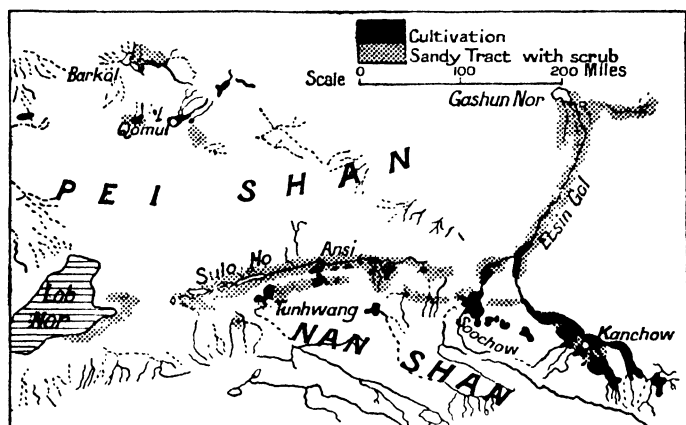 Cultivation
Sandy Tract with scrub
Scale 0 100 200 Miles
Barkal
Gashun Nor
Qomul
PEI SHAN
Etsin Gol
Sulo Ho
Ansi
Lob
Nor
Tunhwang
Soochow
Kanchow
NAN SHAN